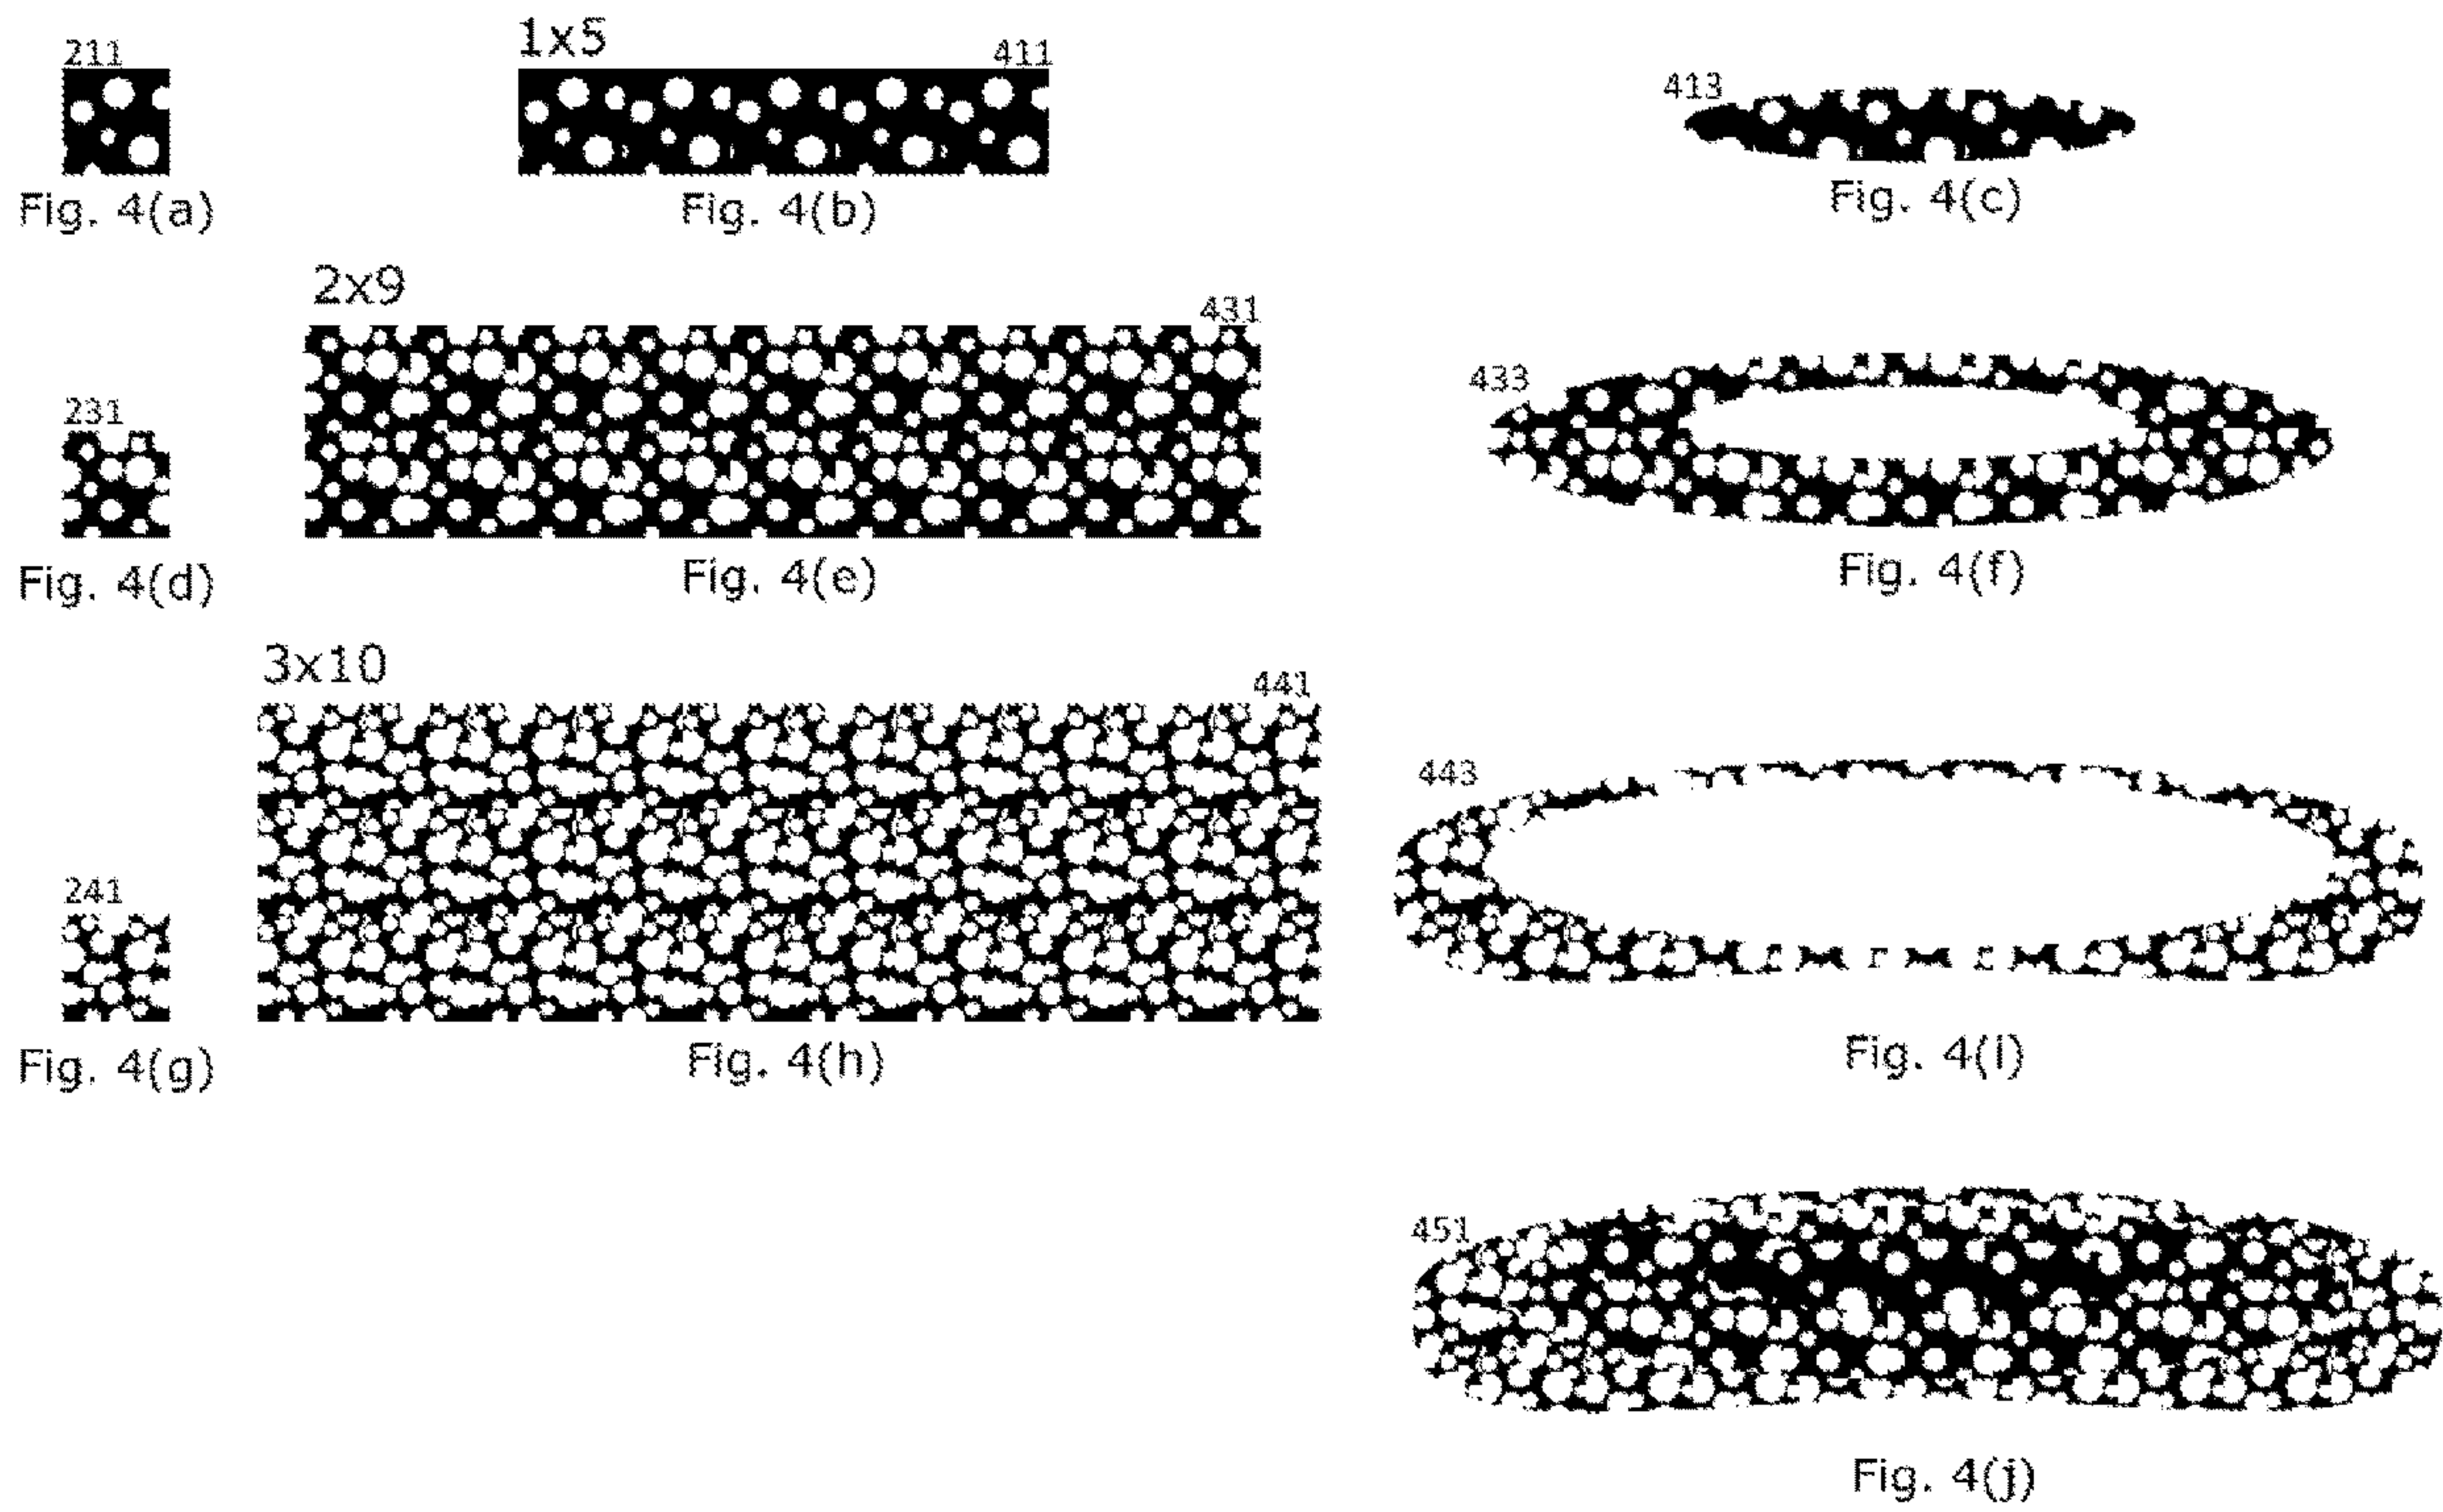 211
1x5
411
413
Fig. 4(a)
Fig. 4(b)
Fig. 4(c)
2x9
431
231
433
Fig. 4(d)
Fig. 4(e)
Fig. 4(f)
3x10
441
241
443
Fig. 4(g)
Fig. 4(h)
Fig. 4(l)
451
Fig. 4(j)